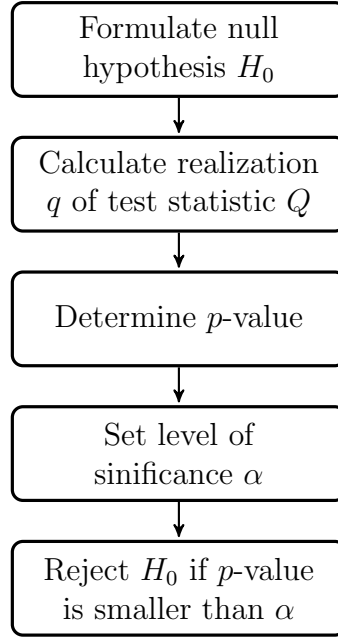 Formulate null
hypothesis H₀
Calculate realization
q of test statistic Q
Determine p-value
Set level of
sinificance α
Reject H₀ if p-value
is smaller than α